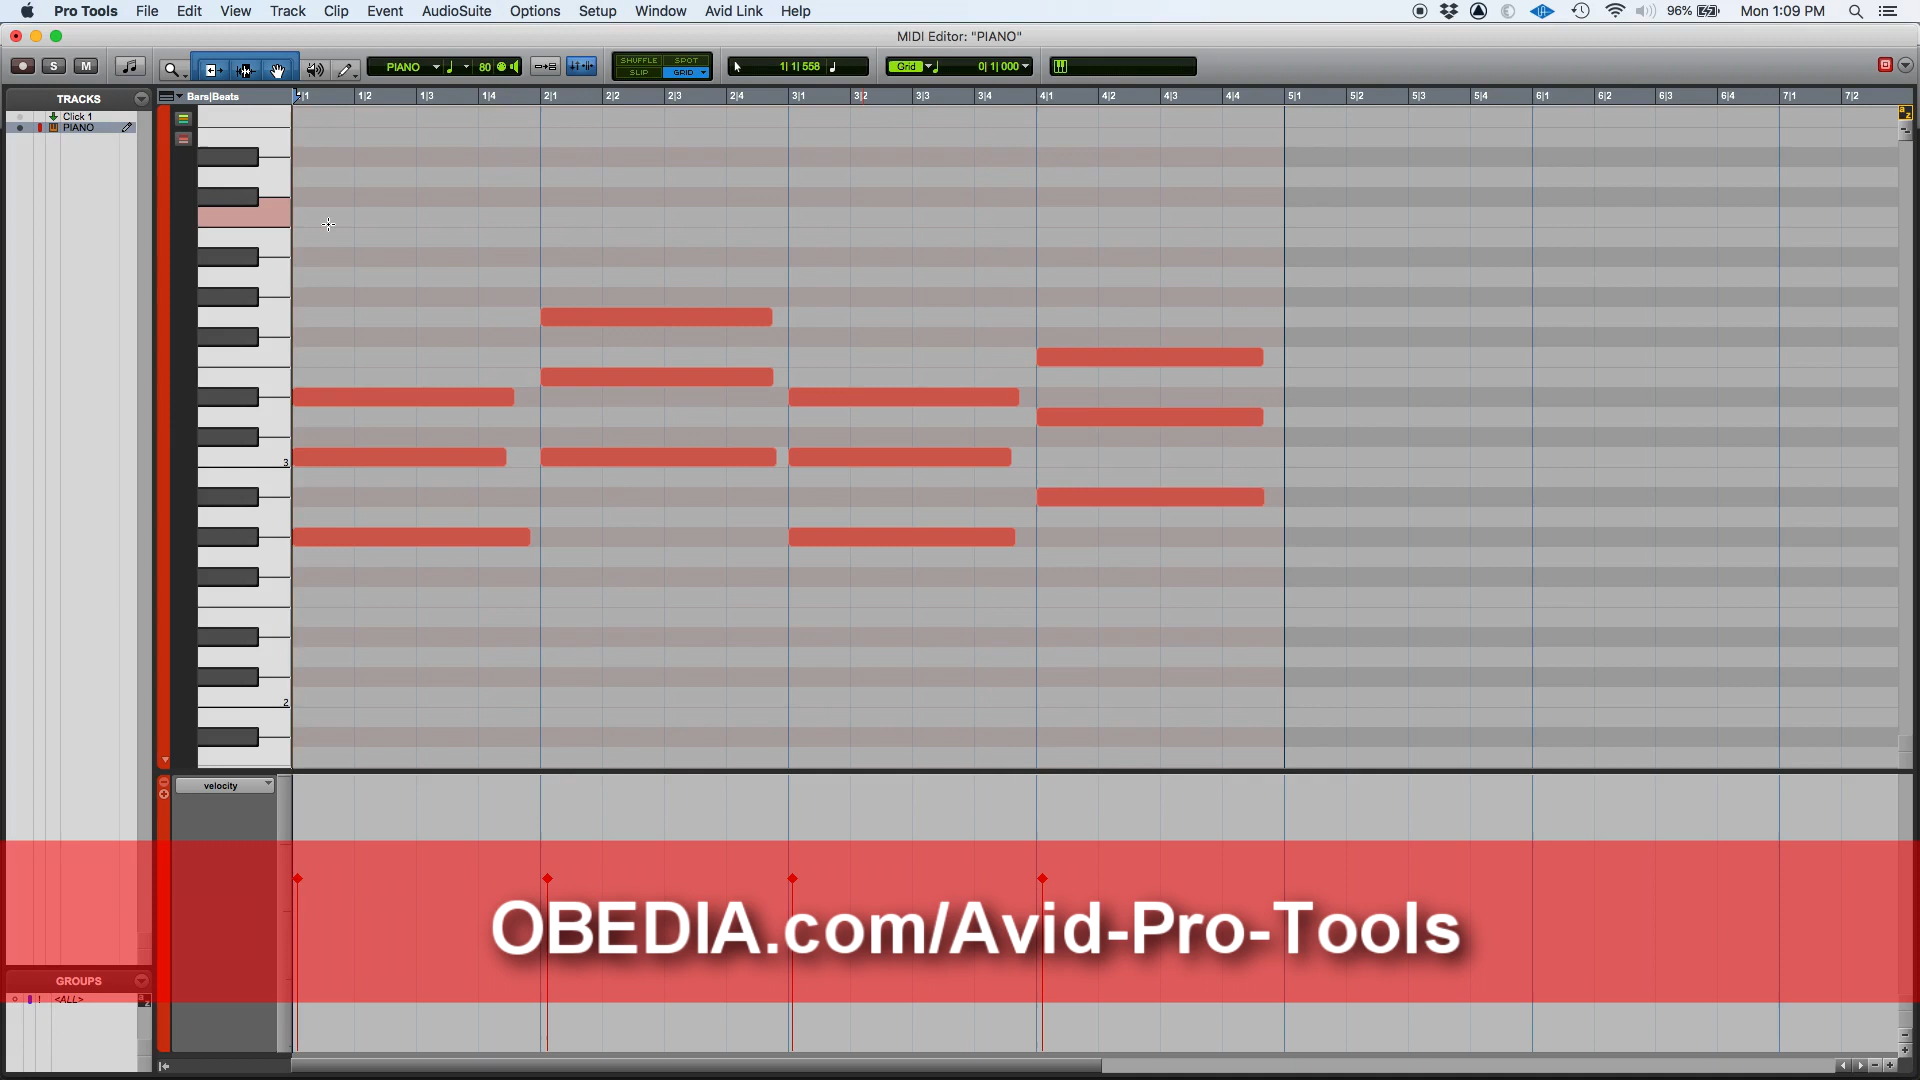 Pro Tools File Edit View Track Clip Event AudioSuite Options Setup Window Avid Link Help 96% Mon 1:09 PM
MIDI Editor: "PIANO"
S M PIANO 80 SHUFFLE SPOT SLIP GRID 1| 1| 558 Grid 0| 1| 000
TRACKS Bars|Beats 1|1 1|2 1|3 1|4 2|1 2|2 2|3 2|4 3|1 3|2 3|3 3|4 4|1 4|2 4|3 4|4 5|1 5|2 5|3 5|4 6|1 6|2 6|3 6|4 7|1 7|2
Click 1
PIANO
a z
3
2
velocity
OBEDIA.com/Avid-Pro-Tools
GROUPS
! <ALL> a z